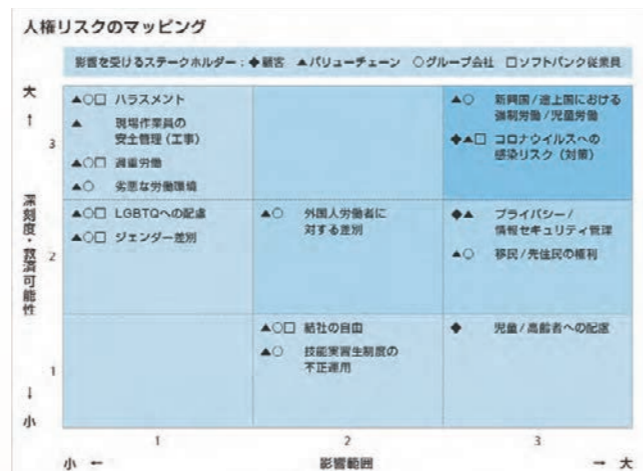 人権リスクのマッピング
影響を受けるステークホルダー：◆顧客 ▲バリューチェーン ○グループ会社 □ソフトバンク従業員
大
↑
3
深刻度・救済可能性
2
1
↓
小
▲○□ ハラスメント
▲ 現場作業員の
安全管理（工事）
▲○□ 過重労働
▲○ 劣悪な労働環境
▲○ 新興国/途上国における
強制労働/児童労働
◆▲□ コロナウイルスへの
感染リスク（対策）
▲○□ LGBTQへの配慮
▲○□ ジェンダー差別
▲○ 外国人労働者に
対する差別
◆▲ プライバシー/
情報セキュリティ管理
▲○ 移民/先住民の権利
▲○□ 結社の自由
▲○ 技能実習生制度の
不正運用
◆ 児童/高齢者への配慮
1 2 3
小 ← 影響範囲 → 大